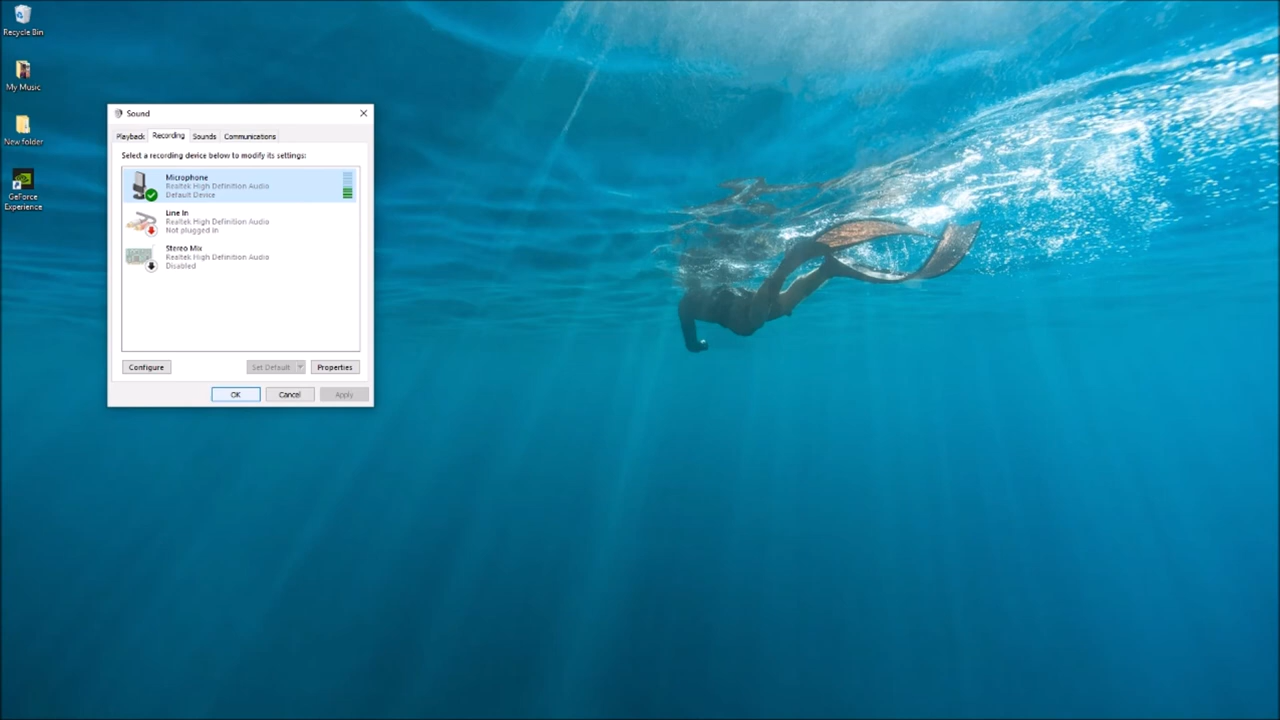 Recycle Bin
My Music
New folder
GeForce
Experience
Sound
Playback Recording Sounds Communications
Select a recording device below to modify its settings:
Microphone
Realtek High Definition Audio
Default Device
Line In
Realtek High Definition Audio
Not plugged in
Stereo Mix
Realtek High Definition Audio
Disabled
Configure Set Default Properties
OK Cancel Apply